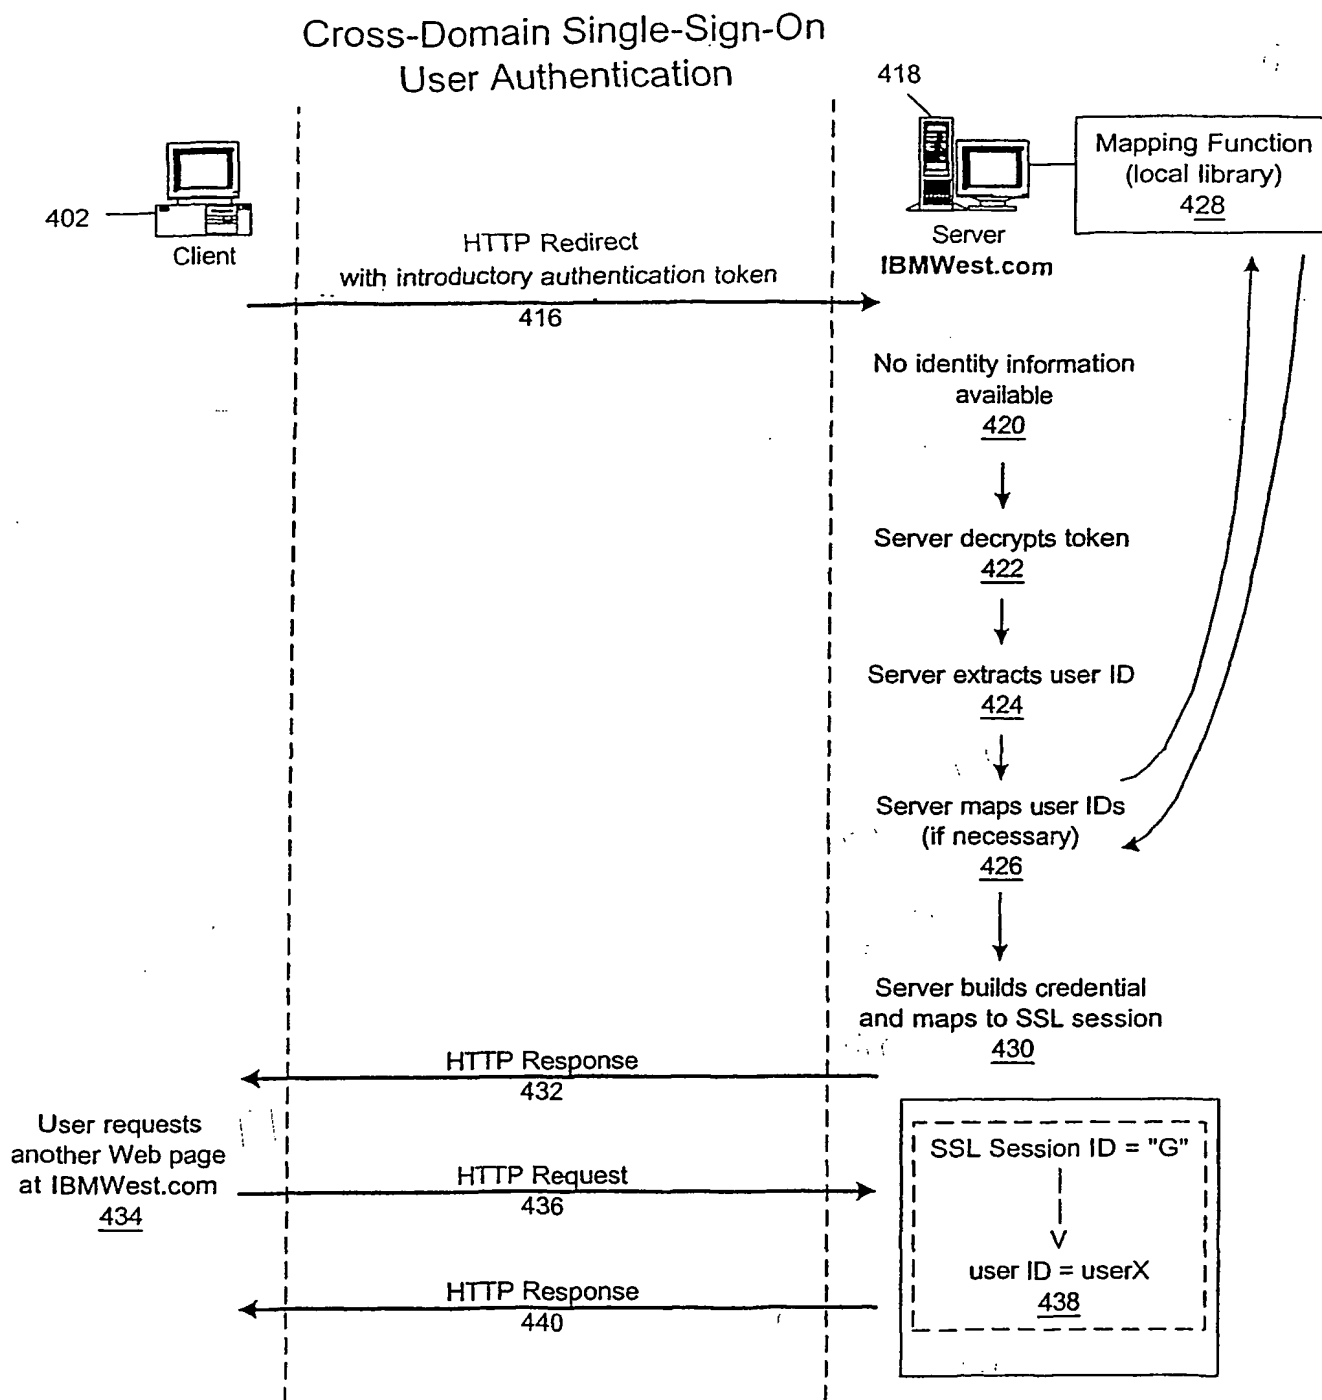 Cross-Domain Single-Sign-On
User Authentication
418
Mapping Function
(local library)
428
402
Client
Server
IBMWest.com
HTTP Redirect
with introductory authentication token
416
No identity information
available
420
Server decrypts token
422
Server extracts user ID
424
Server maps user IDs
(if necessary)
426
Server builds credential
and maps to SSL session
430
HTTP Response
432
User requests
another Web page
at IBMWest.com
434
HTTP Request
436
SSL Session ID = "G"
user ID = userX
438
HTTP Response
440